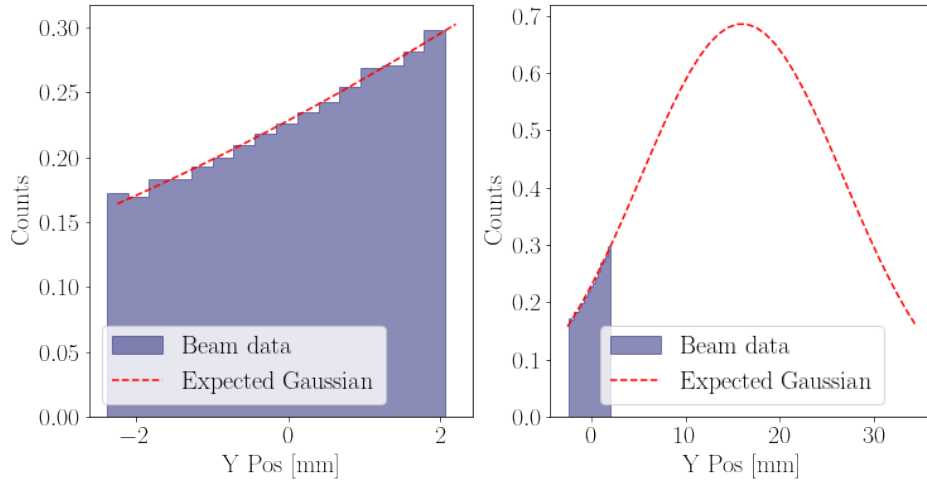 0.30
0.25
0.20
0.15
0.10
0.05
0.00
Counts
−2
0
2
Y Pos [mm]
Beam data
Expected Gaussian
0.7
0.6
0.5
0.4
0.3
0.2
0.1
0.0
Counts
0
10
20
30
Y Pos [mm]
Beam data
Expected Gaussian